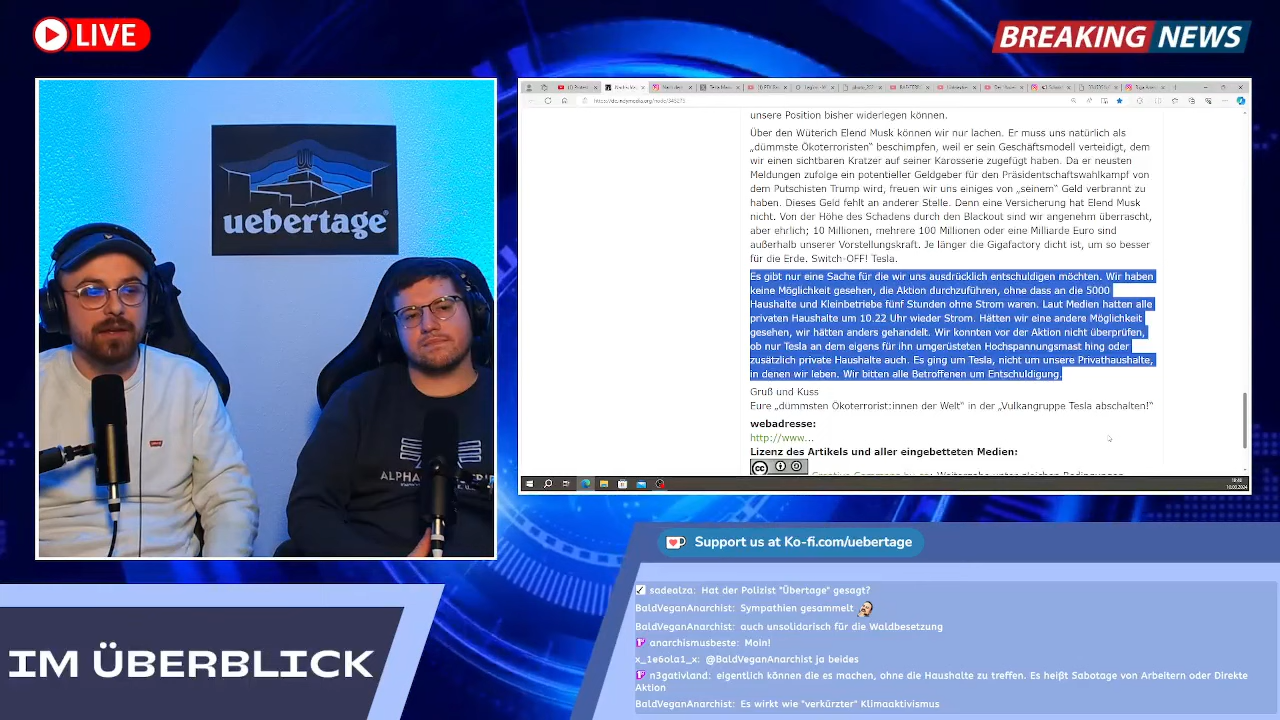 LIVE
BREAKING NEWS
uebertage®
ALPHA
unsere Position bisher widerlegen können.
Über den Wüterich Elend Musk können wir nur lachen. Er muss uns natürlich als
„dümmste Ökoterroristen“ beschimpfen, weil er sein Geschäftsmodell verteidigt, dem
wir einen sichtbaren Kratzer auf seiner Karosserie zugefügt haben. Da er neusten
Meldungen zufolge ein potentieller Geldgeber für den Präsidentschaftswahlkampf von
dem Putschisten Trump wird, freuen wir uns einiges von „seinem“ Geld verbrannt zu
haben. Dieses Geld fehlt an anderer Stelle. Denn eine Versicherung hat Elend Musk
nicht. Von der Höhe des Schadens durch den Blackout sind wir angenehm überrascht,
aber ehrlich; 10 Millionen, mehrere 100 Millionen oder eine Milliarde Euro sind
außerhalb unserer Vorstellungskraft. Je länger die Gigafactory dicht ist, um so besser
für die Erde. Switch-OFF! Tesla.
Es gibt nur eine Sache für die wir uns ausdrücklich entschuldigen möchten. Wir haben
keine Möglichkeit gesehen, die Aktion durchzuführen, ohne dass an die 5000
Haushalte und Kleinbetriebe fünf Stunden ohne Strom waren. Laut Medien hatten alle
privaten Haushalte um 10.22 Uhr wieder Strom. Hätten wir eine andere Möglichkeit
gesehen, wir hätten anders gehandelt. Wir konnten vor der Aktion nicht überprüfen,
ob nur Tesla an dem eigens für ihn umgerüsteten Hochspannungsmast hing oder
zusätzlich private Haushalte auch. Es ging um Tesla, nicht um unsere Privathaushalte,
in denen wir leben. Wir bitten alle Betroffenen um Entschuldigung.
Gruß und Kuss
Eure „dümmsten Ökoterrorist:innen der Welt“ in der „Vulkangruppe Tesla abschalten!“
webadresse:
http://www...
Lizenz des Artikels und aller eingebetteten Medien:
Support us at Ko-fi.com/uebertage
sadealza: Hat der Polizist "Übertage" gesagt?
BaldVeganAnarchist: Sympathien gesammelt
BaldVeganAnarchist: auch unsolidarisch für die Waldbesetzung
anarchismusbeste: Moin!
x_1e6ola1_x: @BaldVeganAnarchist ja beides
n3gativland: eigentlich können die es machen, ohne die Haushalte zu treffen. Es heißt Sabotage von Arbeitern oder Direkte
Aktion
BaldVeganAnarchist: Es wirkt wie "verkürzter" Klimaaktivismus
IM ÜBERBLICK